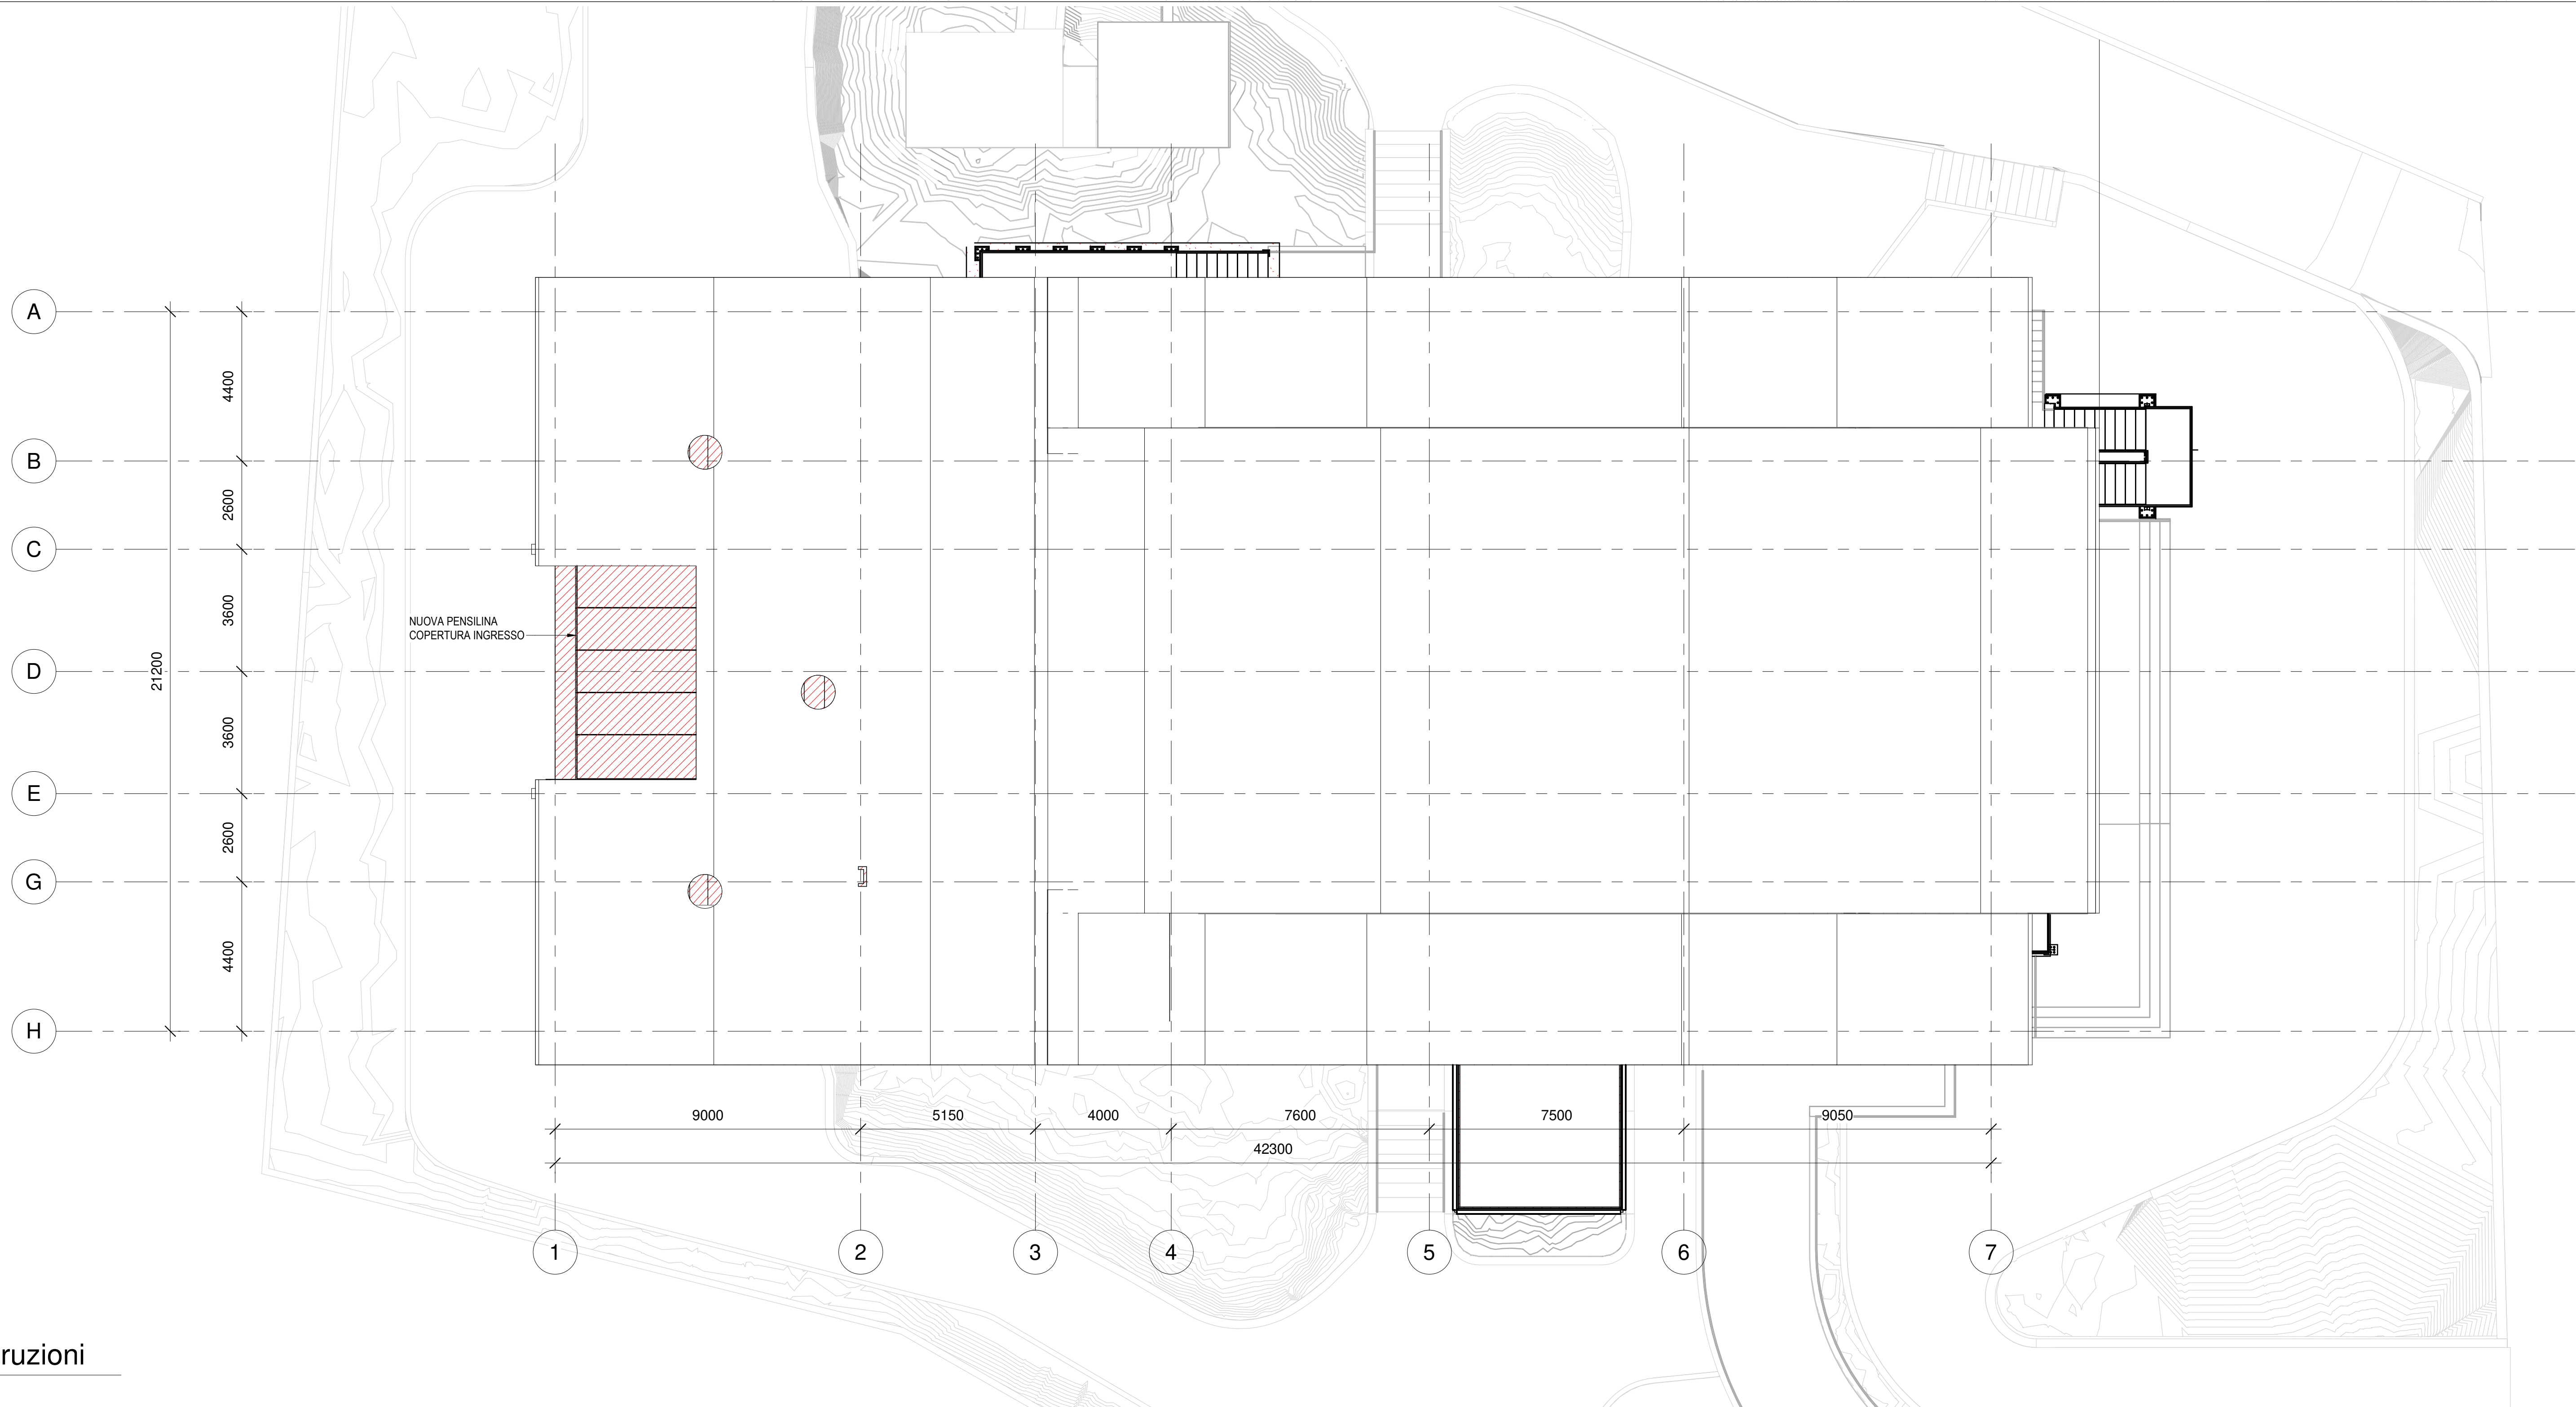 A
B
C
D
E
G
H
4400
2600
3600
3600
2600
4400
21200
NUOVA PENSILINA
COPERTURA INGRESSO
9000 5150 4000 7600 7500 9050
42300
1 2 3 4 5 6 7
ruzioni